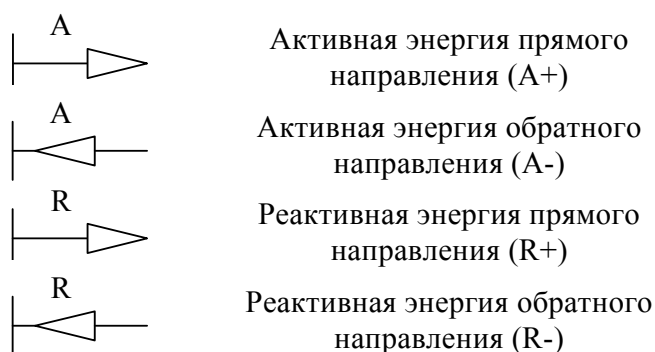 A
Активная энергия прямого
направления (A+)
A
Активная энергия обратного
направления (A-)
R
Реактивная энергия прямого
направления (R+)
R
Реактивная энергия обратного
направления (R-)